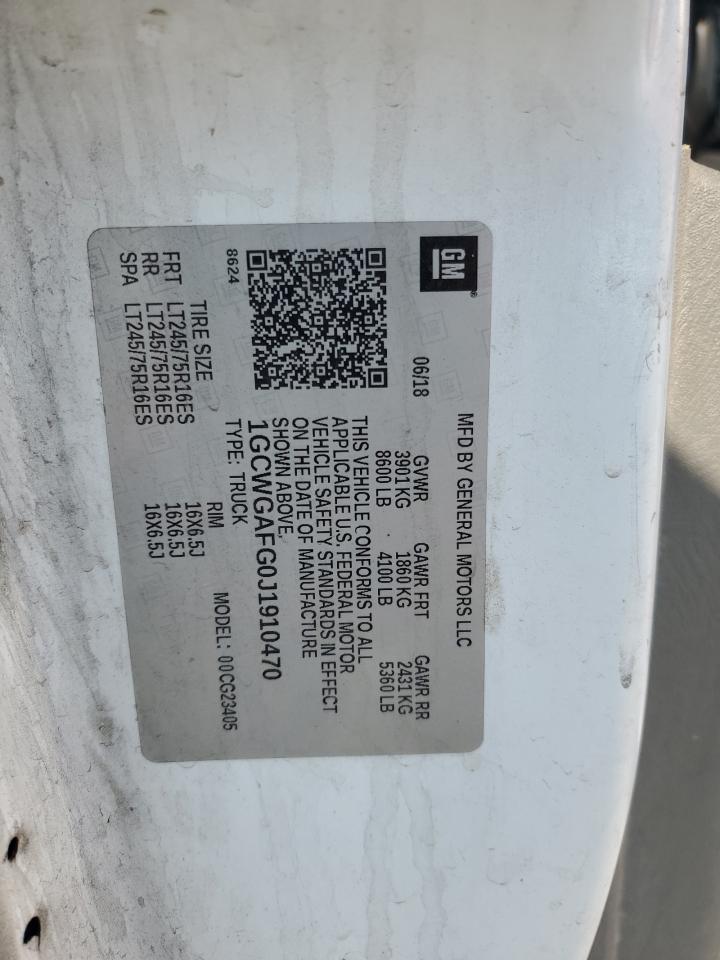 GM
MFD BY GENERAL MOTORS LLC
06/18 GVWR GAWR FRT GAWR RR
3901 KG 1860 KG 2431 KG
8600 LB 4100 LB 5360 LB
THIS VEHICLE CONFORMS TO ALL
APPLICABLE U.S. FEDERAL MOTOR
VEHICLE SAFETY STANDARDS IN EFFECT
ON THE DATE OF MANUFACTURE
SHOWN ABOVE.
1GCWGAFG0J1910470
8624 TYPE: TRUCK MODEL: 00CG23405
TIRE SIZE RIM
FRT LT245/75R16ES 16X6.5J
RR LT245/75R16ES 16X6.5J
SPA LT245/75R16ES 16X6.5J